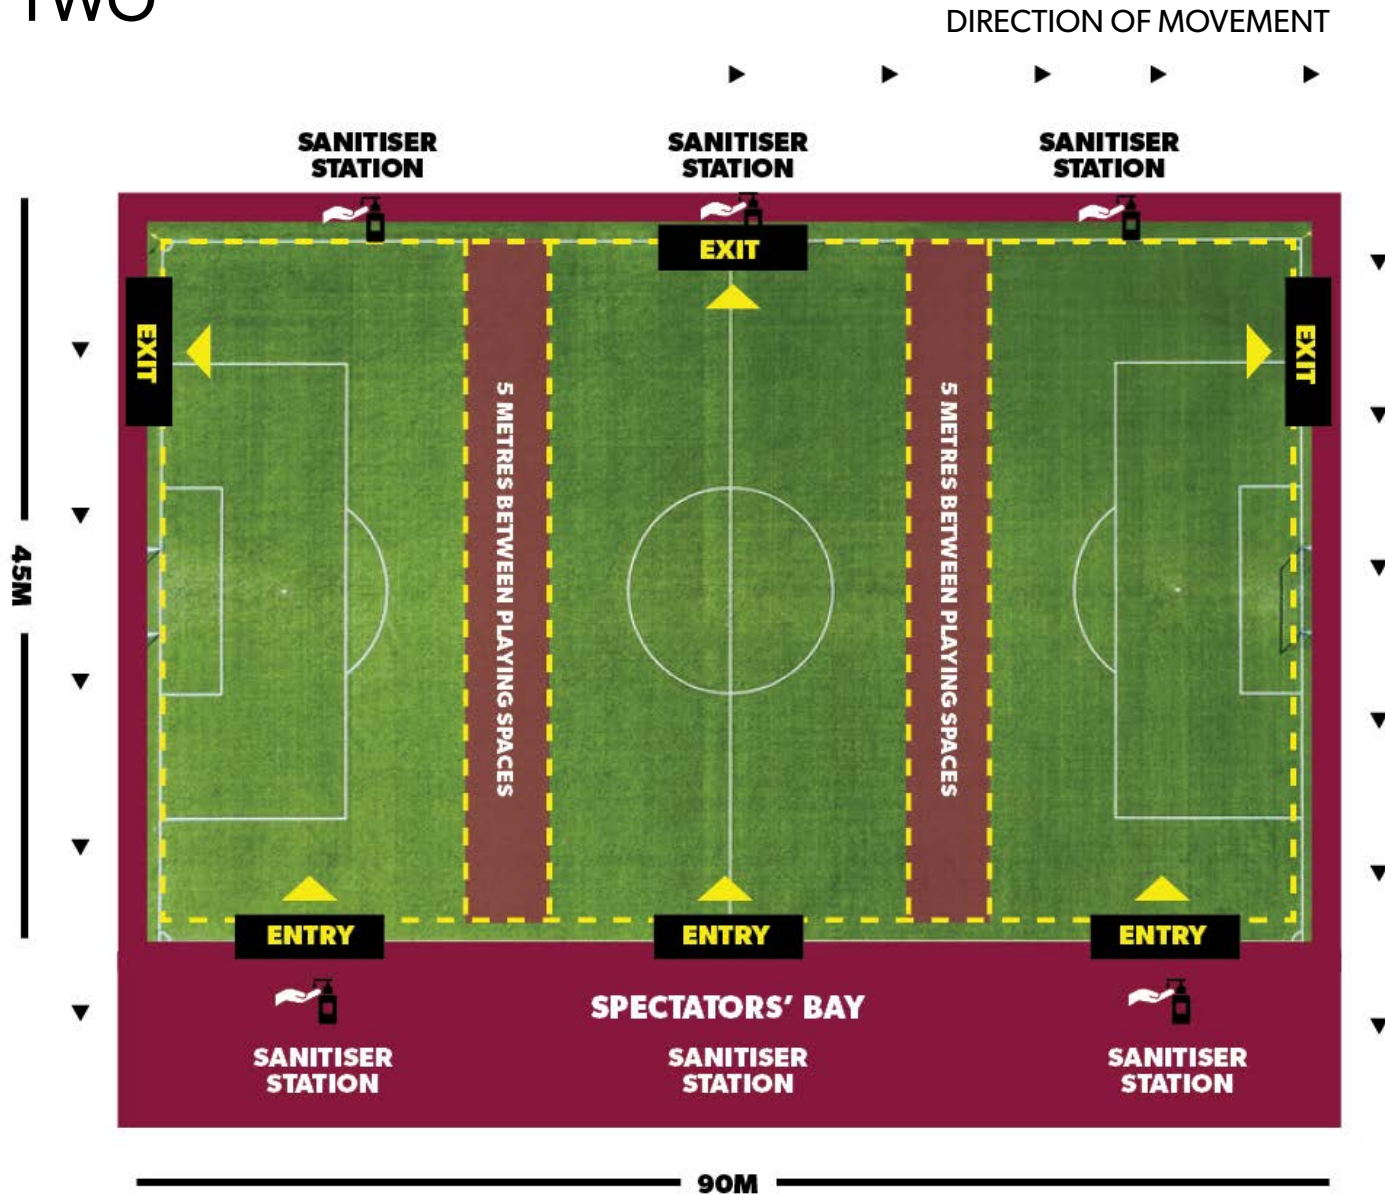 TWO
DIRECTION OF MOVEMENT
SANITISER
STATION
SANITISER
STATION
SANITISER
STATION
EXIT
EXIT
EXIT
45M
5 METRES BETWEEN PLAYING SPACES
5 METRES BETWEEN PLAYING SPACES
ENTRY
ENTRY
ENTRY
SPECTATORS’ BAY
SANITISER
STATION
SANITISER
STATION
SANITISER
STATION
90M